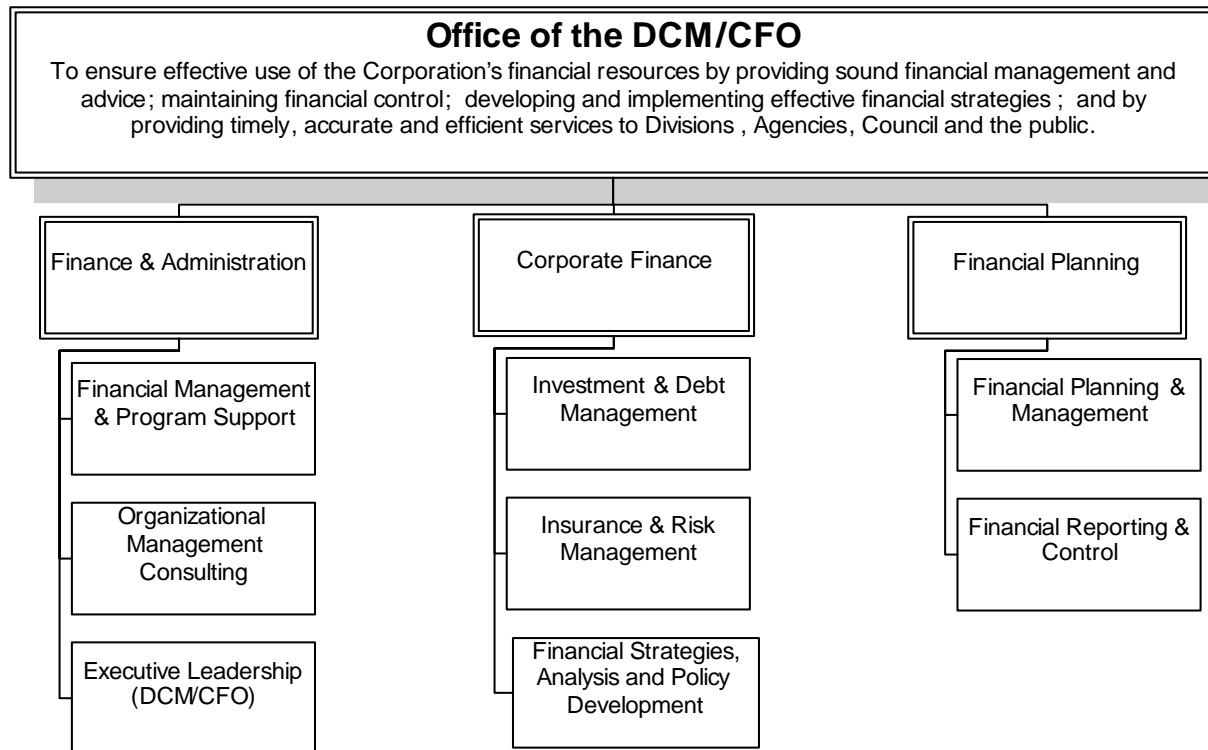 Office of the DCM/CFO
To ensure effective use of the Corporation's financial resources by providing sound financial management and
advice; maintaining financial control;  developing and implementing effective financial strategies ;  and by
providing timely, accurate and efficient services to Divisions , Agencies, Council and the public.
Finance & Administration
Corporate Finance
Financial Planning
Financial Management
& Program Support
Organizational
Management
Consulting
Executive Leadership
(DCM/CFO)
Investment & Debt
Management
Insurance & Risk
Management
Financial Strategies,
Analysis and Policy
Development
Financial Planning  &
Management
Financial Reporting &
Control